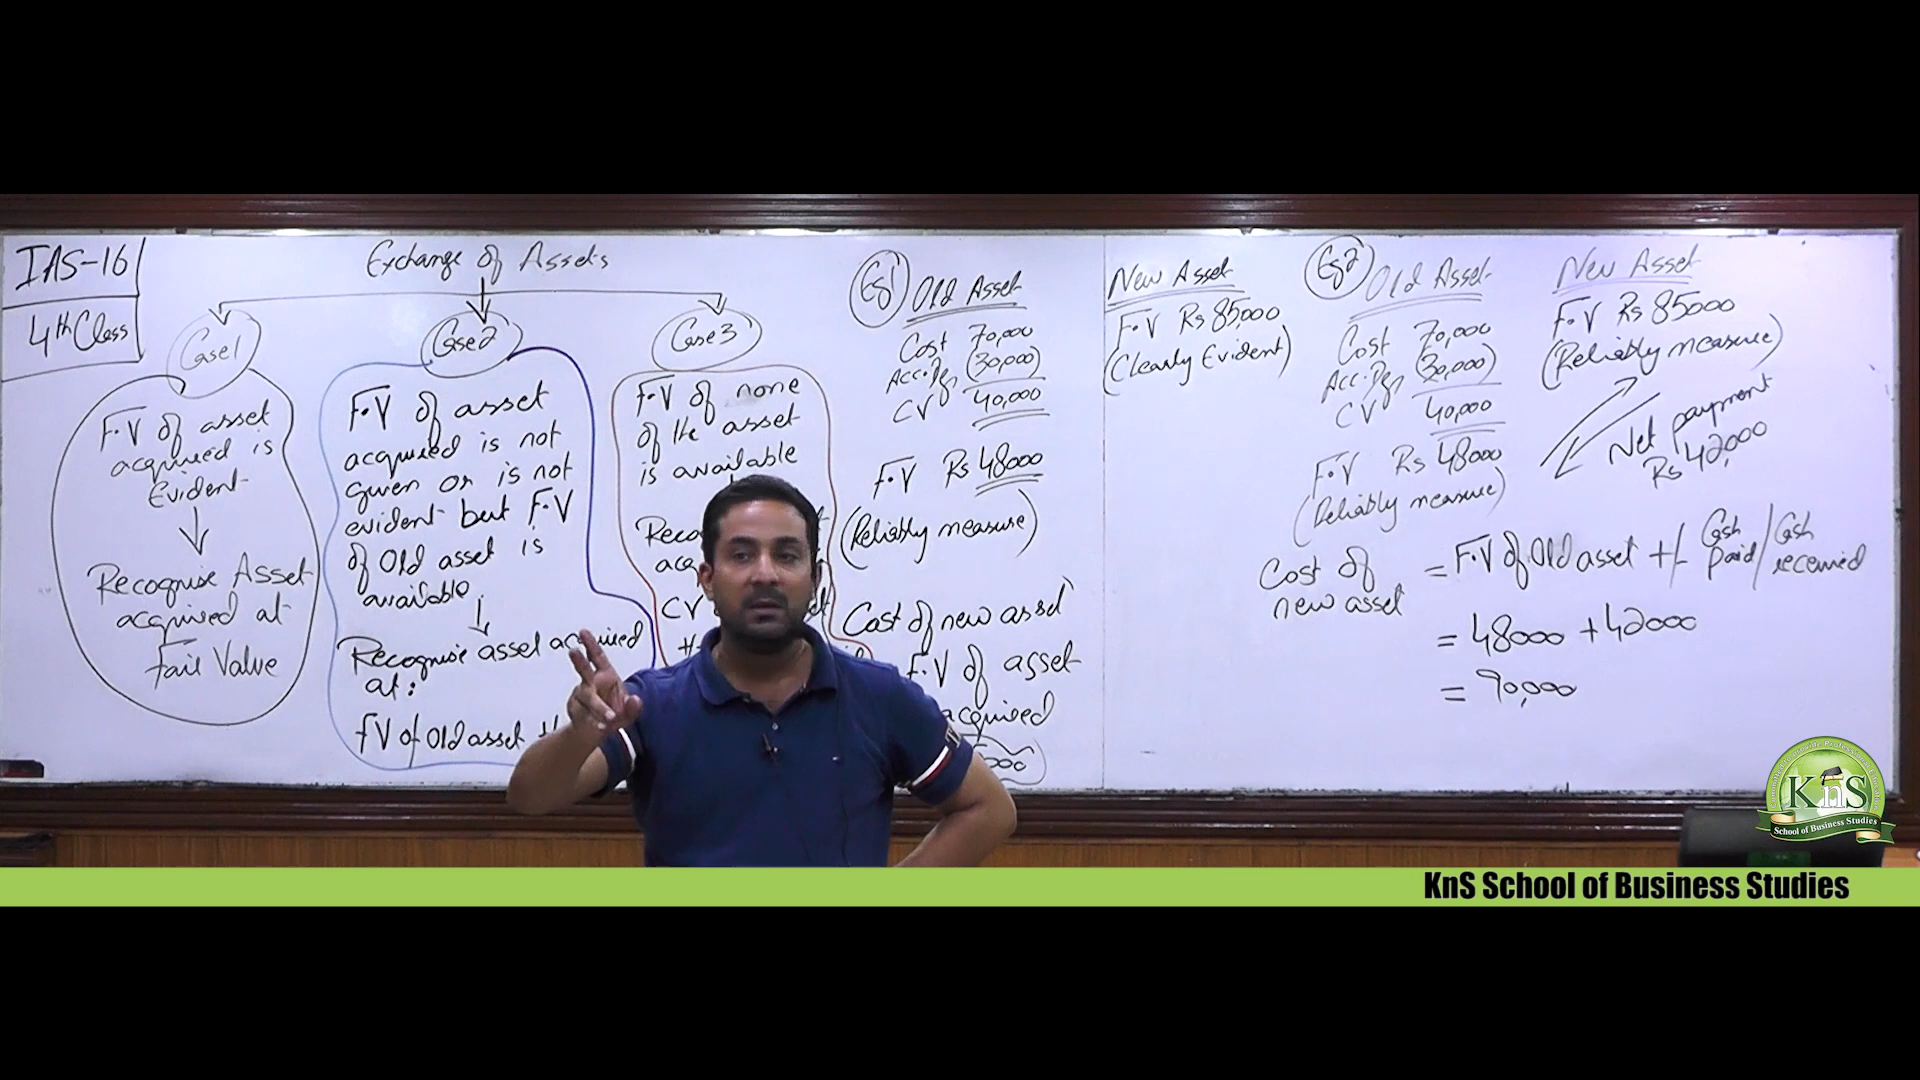 IAS-16
4th Class
Exchange of Assets
Case1
F.V of asset
acquired is
Evident
Recognise Asset
acquired at
Fair Value
Case2
F.V of asset
acquired is not
given or is not
evident but F.V
of Old asset is
available
Recognise asset acquired
at:
FV of Old asset
Case3
F.V of none
of the asset
is available
CV
Eg1
Old Asset
Cost 70,000
Acc.Dep (30,000)
CV 40,000
F.V Rs 48000
(Reliably measure)
Cost of new asset
F.V of asset
acquired
New Asset
F.V Rs 85,000
(Clearly Evident)
Eg2
Old Asset
Cost 70,000
Acc.Dep (30,000)
CV 40,000
F.V Rs 48000
(Reliably measure)
New Asset
F.V Rs 85000
(Reliably measure)
Net payment
Rs 42,000
Cost of new asset = F.V of Old asset +/- Cash paid/Cash received
= 48000 + 42000
= 90,000
KnS
School of Business Studies
KnS School of Business Studies